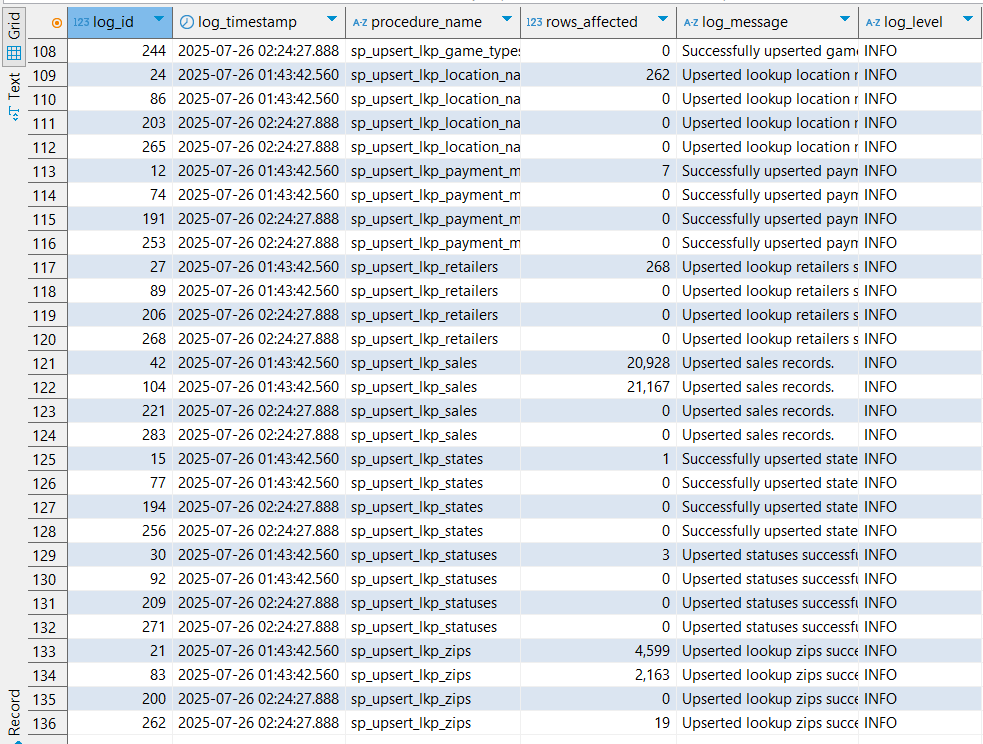 Grid
Text
Record
123 log_id log_timestamp A-Z procedure_name 123 rows_affected A-Z log_message A-Z log_level
108 244 2025-07-26 02:24:27.888 sp_upsert_lkp_game_types 0 Successfully upserted gam INFO
109 24 2025-07-26 01:43:42.560 sp_upsert_lkp_location_na 262 Upserted lookup location r INFO
110 86 2025-07-26 01:43:42.560 sp_upsert_lkp_location_na 0 Upserted lookup location r INFO
111 203 2025-07-26 02:24:27.888 sp_upsert_lkp_location_na 0 Upserted lookup location r INFO
112 265 2025-07-26 02:24:27.888 sp_upsert_lkp_location_na 0 Upserted lookup location r INFO
113 12 2025-07-26 01:43:42.560 sp_upsert_lkp_payment_m 7 Successfully upserted payn INFO
114 74 2025-07-26 01:43:42.560 sp_upsert_lkp_payment_m 0 Successfully upserted payn INFO
115 191 2025-07-26 02:24:27.888 sp_upsert_lkp_payment_m 0 Successfully upserted payn INFO
116 253 2025-07-26 02:24:27.888 sp_upsert_lkp_payment_m 0 Successfully upserted payn INFO
117 27 2025-07-26 01:43:42.560 sp_upsert_lkp_retailers 268 Upserted lookup retailers s INFO
118 89 2025-07-26 01:43:42.560 sp_upsert_lkp_retailers 0 Upserted lookup retailers s INFO
119 206 2025-07-26 02:24:27.888 sp_upsert_lkp_retailers 0 Upserted lookup retailers s INFO
120 268 2025-07-26 02:24:27.888 sp_upsert_lkp_retailers 0 Upserted lookup retailers s INFO
121 42 2025-07-26 01:43:42.560 sp_upsert_lkp_sales 20,928 Upserted sales records. INFO
122 104 2025-07-26 01:43:42.560 sp_upsert_lkp_sales 21,167 Upserted sales records. INFO
123 221 2025-07-26 02:24:27.888 sp_upsert_lkp_sales 0 Upserted sales records. INFO
124 283 2025-07-26 02:24:27.888 sp_upsert_lkp_sales 0 Upserted sales records. INFO
125 15 2025-07-26 01:43:42.560 sp_upsert_lkp_states 1 Successfully upserted state INFO
126 77 2025-07-26 01:43:42.560 sp_upsert_lkp_states 0 Successfully upserted state INFO
127 194 2025-07-26 02:24:27.888 sp_upsert_lkp_states 0 Successfully upserted state INFO
128 256 2025-07-26 02:24:27.888 sp_upsert_lkp_states 0 Successfully upserted state INFO
129 30 2025-07-26 01:43:42.560 sp_upsert_lkp_statuses 3 Upserted statuses successfu INFO
130 92 2025-07-26 01:43:42.560 sp_upsert_lkp_statuses 0 Upserted statuses successfu INFO
131 209 2025-07-26 02:24:27.888 sp_upsert_lkp_statuses 0 Upserted statuses successfu INFO
132 271 2025-07-26 02:24:27.888 sp_upsert_lkp_statuses 0 Upserted statuses successfu INFO
133 21 2025-07-26 01:43:42.560 sp_upsert_lkp_zips 4,599 Upserted lookup zips succe INFO
134 83 2025-07-26 01:43:42.560 sp_upsert_lkp_zips 2,163 Upserted lookup zips succe INFO
135 200 2025-07-26 02:24:27.888 sp_upsert_lkp_zips 0 Upserted lookup zips succe INFO
136 262 2025-07-26 02:24:27.888 sp_upsert_lkp_zips 19 Upserted lookup zips succe INFO